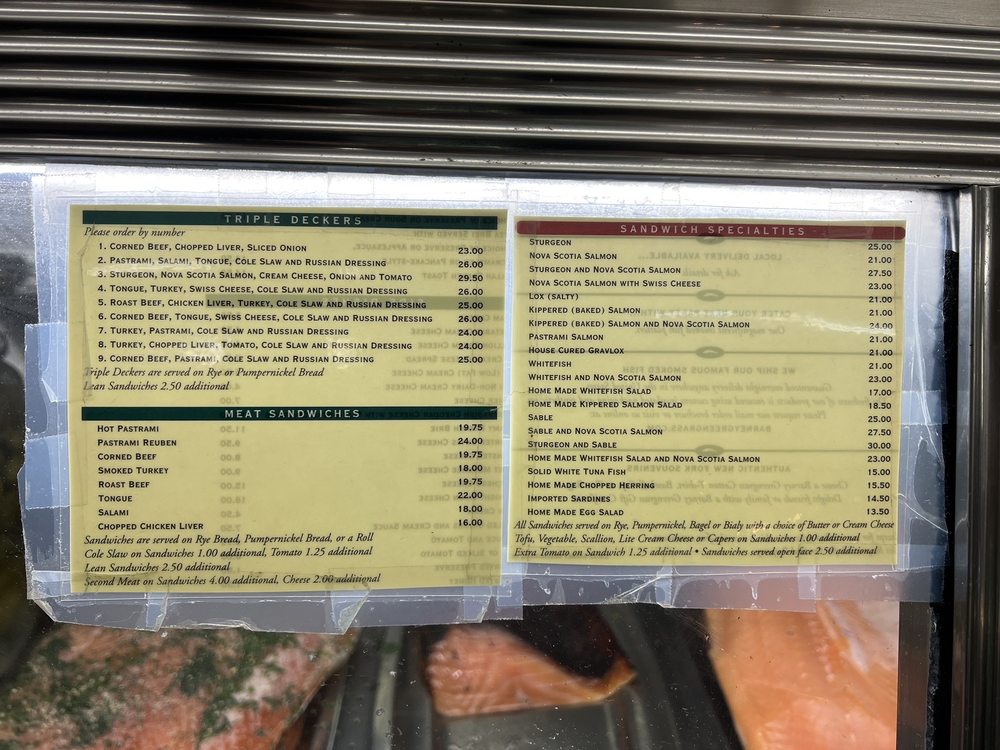 TRIPLE DECKERS
Please order by number
1. Corned Beef, Chopped Liver, Sliced Onion 23.00
2. Pastrami, Salami, Tongue, Cole Slaw and Russian Dressing 26.00
3. Sturgeon, Nova Scotia Salmon, Cream Cheese, Onion and Tomato 29.50
4. Tongue, Turkey, Swiss Cheese, Cole Slaw and Russian Dressing 26.00
5. Roast Beef, Chicken Liver, Turkey, Cole Slaw and Russian Dressing 25.00
6. Corned Beef, Tongue, Swiss Cheese, Cole Slaw and Russian Dressing 26.00
7. Turkey, Pastrami, Cole Slaw and Russian Dressing 24.00
8. Turkey, Chopped Liver, Tomato, Cole Slaw and Russian Dressing 24.00
9. Corned Beef, Pastrami, Cole Slaw and Russian Dressing 25.00
Triple Deckers are served on Rye or Pumpernickel Bread
Lean Sandwiches 2.50 additional
MEAT SANDWICHES
Hot Pastrami 19.75
Pastrami Reuben 24.00
Corned Beef 19.75
Smoked Turkey 18.00
Roast Beef 19.75
Tongue 22.00
Salami 18.00
Chopped Chicken Liver 16.00
Sandwiches are served on Rye Bread, Pumpernickel Bread, or a Roll
Cole Slaw on Sandwiches 1.00 additional, Tomato 1.25 additional
Lean Sandwiches 2.50 additional
Second Meat on Sandwiches 4.00 additional, Cheese 2.00 additional
SANDWICH SPECIALTIES
Sturgeon 25.00
Nova Scotia Salmon 21.00
Sturgeon and Nova Scotia Salmon 27.50
Nova Scotia Salmon with Swiss Cheese 23.00
Lox (salty) 21.00
Kippered (Baked) Salmon 21.00
Kippered (Baked) Salmon and Nova Scotia Salmon 24.00
Pastrami Salmon 21.00
House Cured Gravlox 21.00
Whitefish 21.00
Whitefish and Nova Scotia Salmon 23.00
Home Made Whitefish Salad 17.00
Home Made Kippered Salmon Salad 18.50
Sable 25.00
Sable and Nova Scotia Salmon 27.50
Sturgeon and Sable 30.00
Home Made Whitefish Salad and Nova Scotia Salmon 23.00
Solid White Tuna Fish 15.00
Home Made Chopped Herring 15.50
Imported Sardines 14.50
Home Made Egg Salad 13.50
All Sandwiches served on Rye, Pumpernickel, Bagel or Bialy with a choice of Butter or Cream Cheese
Tofu, Vegetable, Scallion, Lite Cream Cheese or Capers on Sandwiches 1.00 additional
Extra Tomato on Sandwich 1.25 additional • Sandwiches served open face 2.50 additional